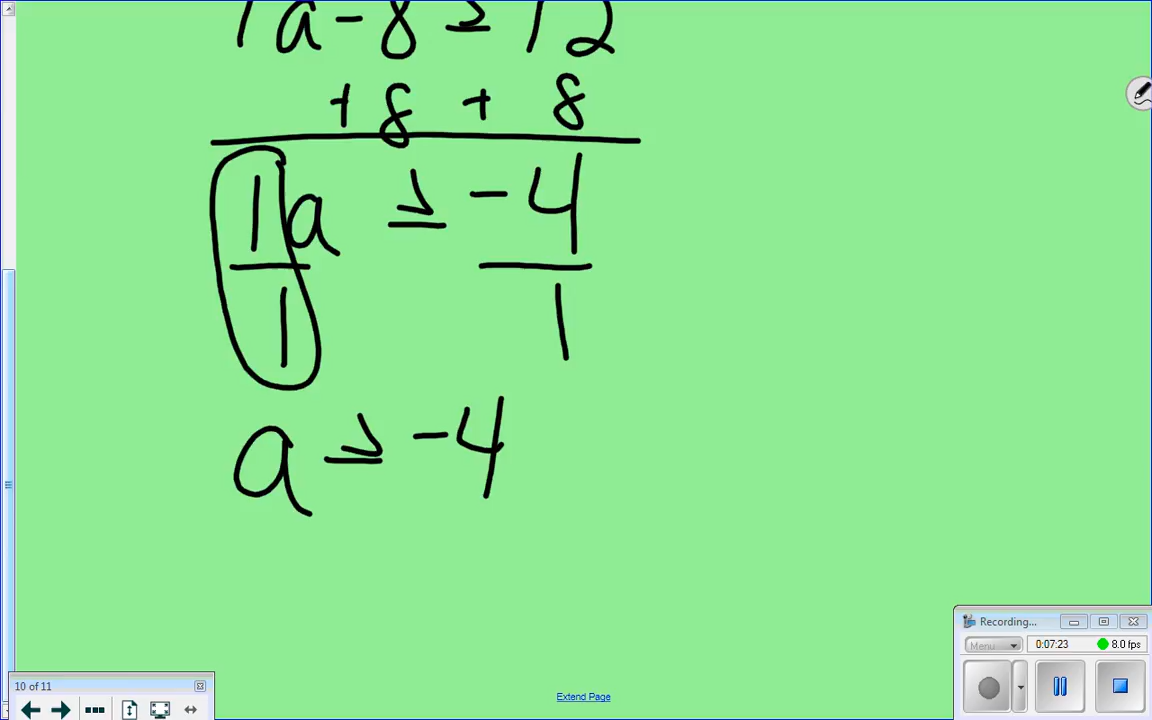 1a - 8 ≥ 12
+ 8 + 8
1a ≥ -4
1 1
a ≥ -4
Recording...
Menu
0:07:23
8.0 fps
10 of 11
Extend Page